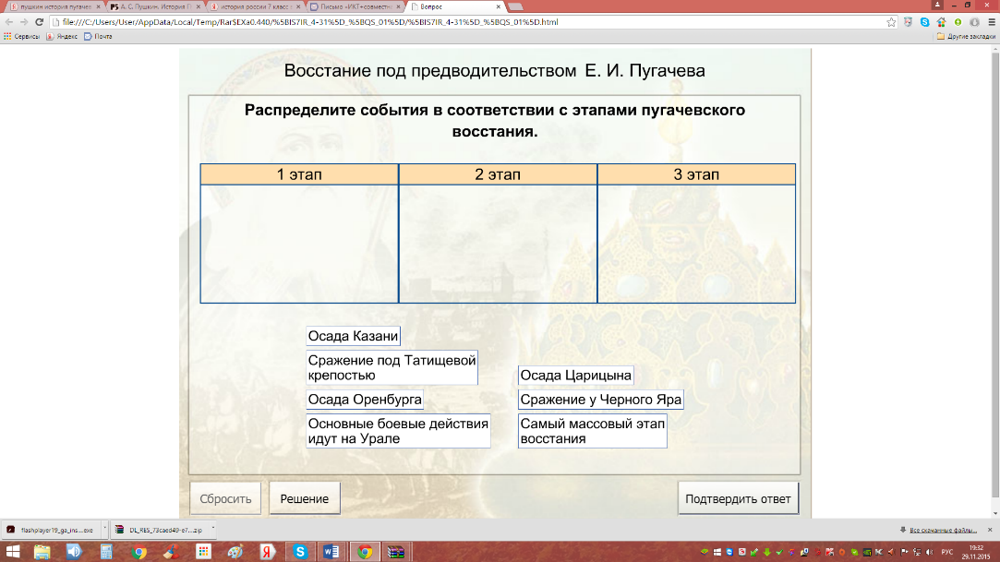 пушкин история пугачев
А. С. Пушкин. История П
история россии 7 класс
Письмо «ИКТ+совместн
Вопрос
file:///C:/Users/User/AppData/Local/Temp/Rar$EXa0.440/%5BIS7IR_4-31%5D_%5BQS_01%5D/%5BIS7IR_4-31%5D_%5BQS_01%5D.html
Сервисы Яндекс Почта Другие закладки
Восстание под предводительством Е. И. Пугачева
Распределите события в соответствии с этапами пугачевского
восстания.
1 этап 2 этап 3 этап
Осада Казани
Сражение под Татищевой
крепостью
Осада Оренбурга
Основные боевые действия
идут на Урале
Осада Царицына
Сражение у Черного Яра
Самый массовый этап
восстания
Сбросить Решение Подтвердить ответ
flashplayer19_ga_ins....exe DL_RES_73caed49-e7....zip Все скачанные файлы...
РУС 19:32
29.11.2015